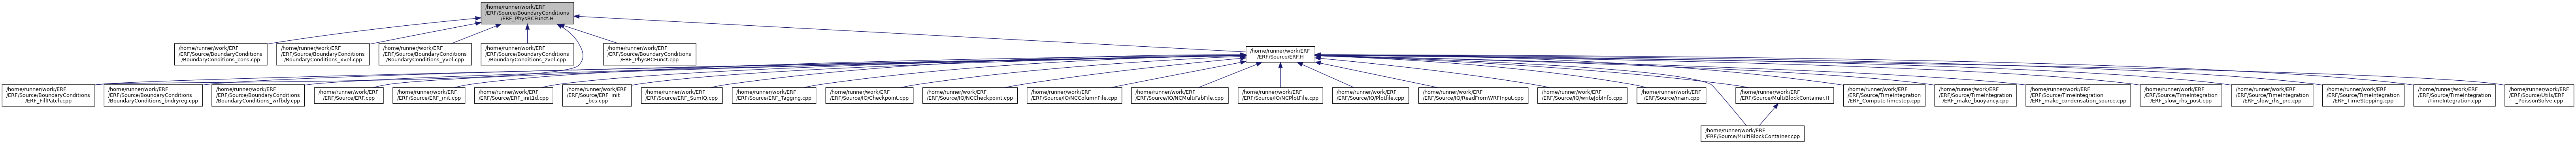 /home/runner/work/ERF
/ERF/Source/BoundaryConditions
/ERF_PhysBCFunct.H
/home/runner/work/ERF
/ERF/Source/BoundaryConditions
/BoundaryConditions_cons.cpp
/home/runner/work/ERF
/ERF/Source/BoundaryConditions
/BoundaryConditions_xvel.cpp
/home/runner/work/ERF
/ERF/Source/BoundaryConditions
/BoundaryConditions_yvel.cpp
/home/runner/work/ERF
/ERF/Source/BoundaryConditions
/BoundaryConditions_zvel.cpp
/home/runner/work/ERF
/ERF/Source/BoundaryConditions
/ERF_PhysBCFunct.cpp
/home/runner/work/ERF
/ERF/Source/ERF.H
/home/runner/work/ERF
/ERF/Source/BoundaryConditions
/ERF_FillPatch.cpp
/home/runner/work/ERF
/ERF/Source/BoundaryConditions
/BoundaryConditions_bndryreg.cpp
/home/runner/work/ERF
/ERF/Source/BoundaryConditions
/BoundaryConditions_wrfbdy.cpp
/home/runner/work/ERF
/ERF/Source/ERF.cpp
/home/runner/work/ERF
/ERF/Source/ERF_init.cpp
/home/runner/work/ERF
/ERF/Source/ERF_init1d.cpp
/home/runner/work/ERF
/ERF/Source/ERF_init
_bcs.cpp
/home/runner/work/ERF
/ERF/Source/ERF_SumIQ.cpp
/home/runner/work/ERF
/ERF/Source/ERF_Tagging.cpp
/home/runner/work/ERF
/ERF/Source/IO/Checkpoint.cpp
/home/runner/work/ERF
/ERF/Source/IO/NCCheckpoint.cpp
/home/runner/work/ERF
/ERF/Source/IO/NCColumnFile.cpp
/home/runner/work/ERF
/ERF/Source/IO/NCMultiFabFile.cpp
/home/runner/work/ERF
/ERF/Source/IO/NCPlotFile.cpp
/home/runner/work/ERF
/ERF/Source/IO/Plotfile.cpp
/home/runner/work/ERF
/ERF/Source/IO/ReadFromWRFInput.cpp
/home/runner/work/ERF
/ERF/Source/IO/writeJobInfo.cpp
/home/runner/work/ERF
/ERF/Source/main.cpp
/home/runner/work/ERF
/ERF/Source/MultiBlockContainer.H
/home/runner/work/ERF
/ERF/Source/TimeIntegration
/ERF_ComputeTimestep.cpp
/home/runner/work/ERF
/ERF/Source/TimeIntegration
/ERF_make_buoyancy.cpp
/home/runner/work/ERF
/ERF/Source/TimeIntegration
/ERF_make_condensation_source.cpp
/home/runner/work/ERF
/ERF/Source/TimeIntegration
/ERF_slow_rhs_post.cpp
/home/runner/work/ERF
/ERF/Source/TimeIntegration
/ERF_slow_rhs_pre.cpp
/home/runner/work/ERF
/ERF/Source/TimeIntegration
/ERF_TimeStepping.cpp
/home/runner/work/ERF
/ERF/Source/TimeIntegration
/TimeIntegration.cpp
/home/runner/work/ERF
/ERF/Source/Utils/ERF
_PoissonSolve.cpp
/home/runner/work/ERF
/ERF/Source/MultiBlockContainer.cpp